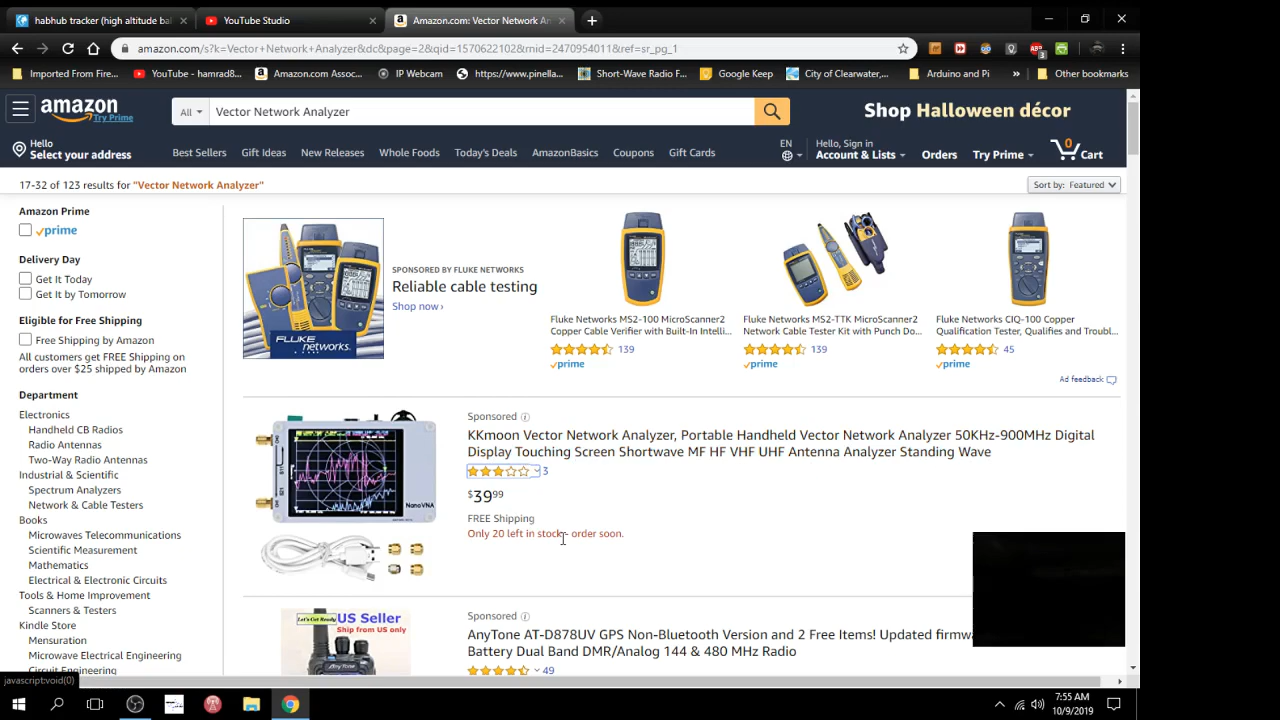 habhub tracker (high altitude bal
YouTube Studio
Amazon.com: Vector Network An
amazon.com/s?k=Vector+Network+Analyzer&dc&page=2&qid=1570622102&rnid=2470954011&ref=sr_pg_1
Imported From Fire...
YouTube - hamrad8...
Amazon.com Assoc...
IP Webcam
https://www.pinella...
Short-Wave Radio F...
Google Keep
City of Clearwater,...
Arduino and Pi
»
Other bookmarks
amazon
Try Prime
All
Vector Network Analyzer
Shop Halloween décor
Hello
Select your address
Best Sellers
Gift Ideas
New Releases
Whole Foods
Today's Deals
AmazonBasics
Coupons
Gift Cards
EN
Hello, Sign in
Account & Lists
Orders
Try Prime
0
Cart
17-32 of 123 results for "Vector Network Analyzer"
Sort by: Featured
Amazon Prime
prime
Delivery Day
Get It Today
Get It by Tomorrow
Eligible for Free Shipping
Free Shipping by Amazon
All customers get FREE Shipping on
orders over $25 shipped by Amazon
Department
Electronics
Handheld CB Radios
Radio Antennas
Two-Way Radio Antennas
Industrial & Scientific
Spectrum Analyzers
Network & Cable Testers
Books
Microwaves Telecommunications
Scientific Measurement
Mathematics
Electrical & Electronic Circuits
Tools & Home Improvement
Scanners & Testers
Kindle Store
Mensuration
Microwave Electrical Engineering
Circuit Engineering
FLUKE
networks.
SPONSORED BY FLUKE NETWORKS
Reliable cable testing
Shop now ›
Fluke Networks MS2-100 MicroScanner2
Copper Cable Verifier with Built-In Intelli...
139
prime
Fluke Networks MS2-TTK MicroScanner2
Network Cable Tester Kit with Punch Do...
139
prime
Fluke Networks CIQ-100 Copper
Qualification Tester, Qualifies and Troubl...
45
prime
Ad feedback
NanoVNA
Sponsored
KKmoon Vector Network Analyzer, Portable Handheld Vector Network Analyzer 50KHz-900MHz Digital
Display Touching Screen Shortwave MF HF VHF UHF Antenna Analyzer Standing Wave
3
$39 99
FREE Shipping
Only 20 left in stock - order soon.
Let's Get Ready US Seller
Ship from US only
AnyTone
Sponsored
AnyTone AT-D878UV GPS Non-Bluetooth Version and 2 Free Items! Updated firmwa
Battery Dual Band DMR/Analog 144 & 480 MHz Radio
49
javascript:void(0)
7:55 AM
10/9/2019